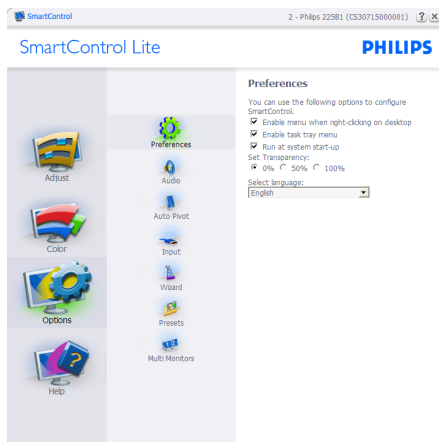 SmartControl
2 - Philips 225B1 (CS30715000001)
?
X
SmartControl Lite
PHILIPS
Adjust
Color
Options
Help
Preferences
Audio
Auto Pivot
Input
Wizard
Presets
Multi Monitors
Preferences
You can use the following options to configure
SmartControl.
Enable menu when right-clicking on desktop
Enable task tray menu
Run at system start-up
Set Transparency:
0% 50% 100%
Select language:
English